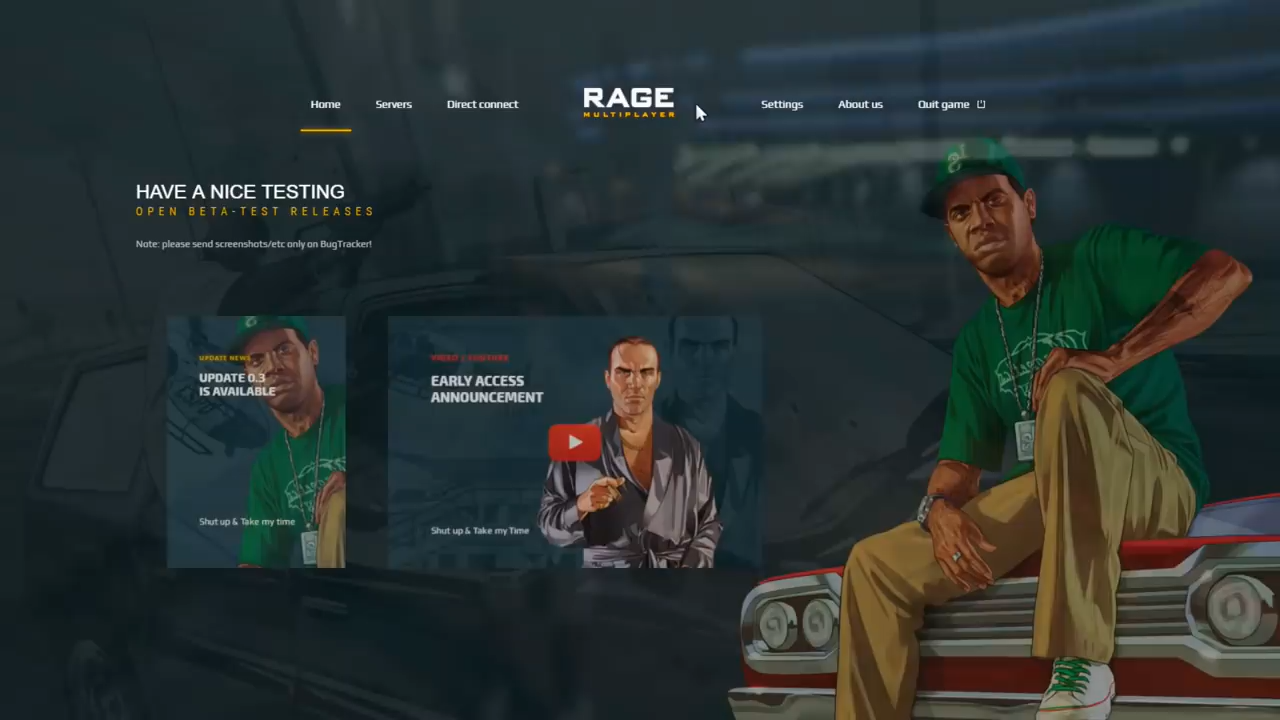 Home
Servers
Direct connect
RAGE
MULTIPLAYER
Settings
About us
Quit game
HAVE A NICE TESTING
OPEN BETA-TEST RELEASES
Note: please send screenshots/etc only on BugTracker!
UPDATE NEWS
UPDATE 0.3
IS AVAILABLE
Shut up & Take my time
EARLY ACCESS
ANNOUNCEMENT
Shut up & Take my Time